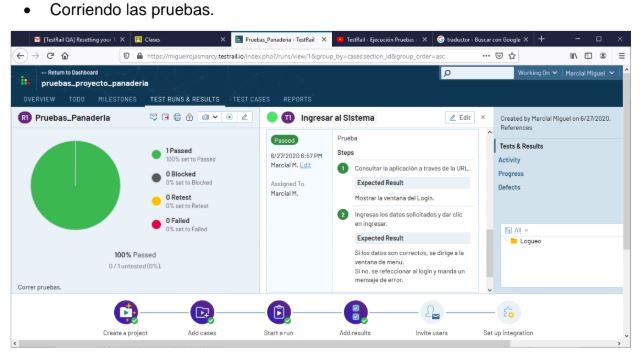 • Corriendo las pruebas.
[TestRail QA] Resetting your T
Clases
Pruebas_Panaderia - TestRail
TestRail - Ejecución Pruebas
traductor - Buscar con Google
https://miguelrojasmarcy.testrail.io/index.php?/runs/view/1&group_by=cases:section_id&group_order=asc
← Return to Dashboard
pruebas_proyecto_panaderia
Working On
Marcial Miguel
OVERVIEW TODO MILESTONES TEST RUNS & RESULTS TEST CASES REPORTS
R1 Pruebas_Panaderia
1 Passed
100% set to Passed
0 Blocked
0% set to Blocked
0 Retest
0% set to Retest
0 Failed
0% set to Failed
100% Passed
0 / 1 untested (0%).
Correr pruebas.
T1 Ingresar al Sistema
Edit
Passed
6/27/2020 6:57 PM
Marcial M. Edit
Assigned To
Marcial M.
Prueba
Steps
1 Consultar la aplicación a través de la URL.
Expected Result
Mostrar la ventana del Login.
2 Ingresas los datos solicitados y dar clic
en ingresar.
Expected Result
Si los datos son correctos, se dirige a la
ventana de menu.
Si no, se refeccionar al login y manda un
mensaje de error.
Created by Marcial Miguel on 6/27/2020.
References
Tests & Results
Activity
Progress
Defects
All
Logueo
Create a project
Add cases
Start a run
Add results
Invite users
Set up integration